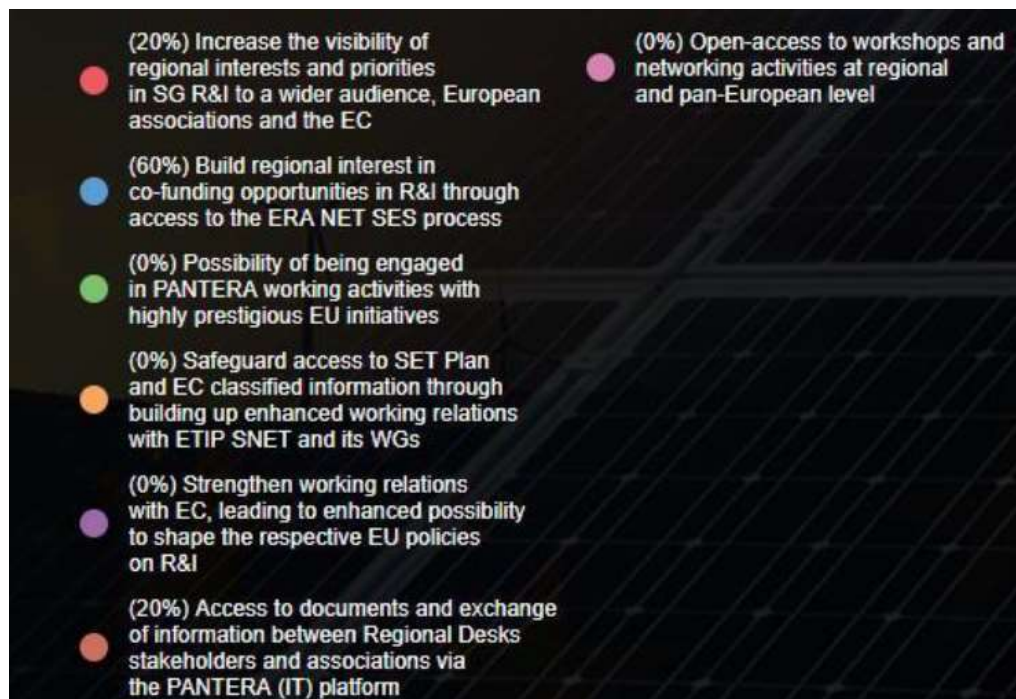 (20%) Increase the visibility of
regional interests and priorities
in SG R&I to a wider audience, European
associations and the EC
(60%) Build regional interest in
co-funding opportunities in R&I through
access to the ERA NET SES process
(0%) Possibility of being engaged
in PANTERA working activities with
highly prestigious EU initiatives
(0%) Safeguard access to SET Plan
and EC classified information through
building up enhanced working relations
with ETIP SNET and its WGs
(0%) Strengthen working relations
with EC, leading to enhanced possibility
to shape the respective EU policies
on R&I
(20%) Access to documents and exchange
of information between Regional Desks
stakeholders and associations via
the PANTERA (IT) platform
(0%) Open-access to workshops and
networking activities at regional
and pan-European level